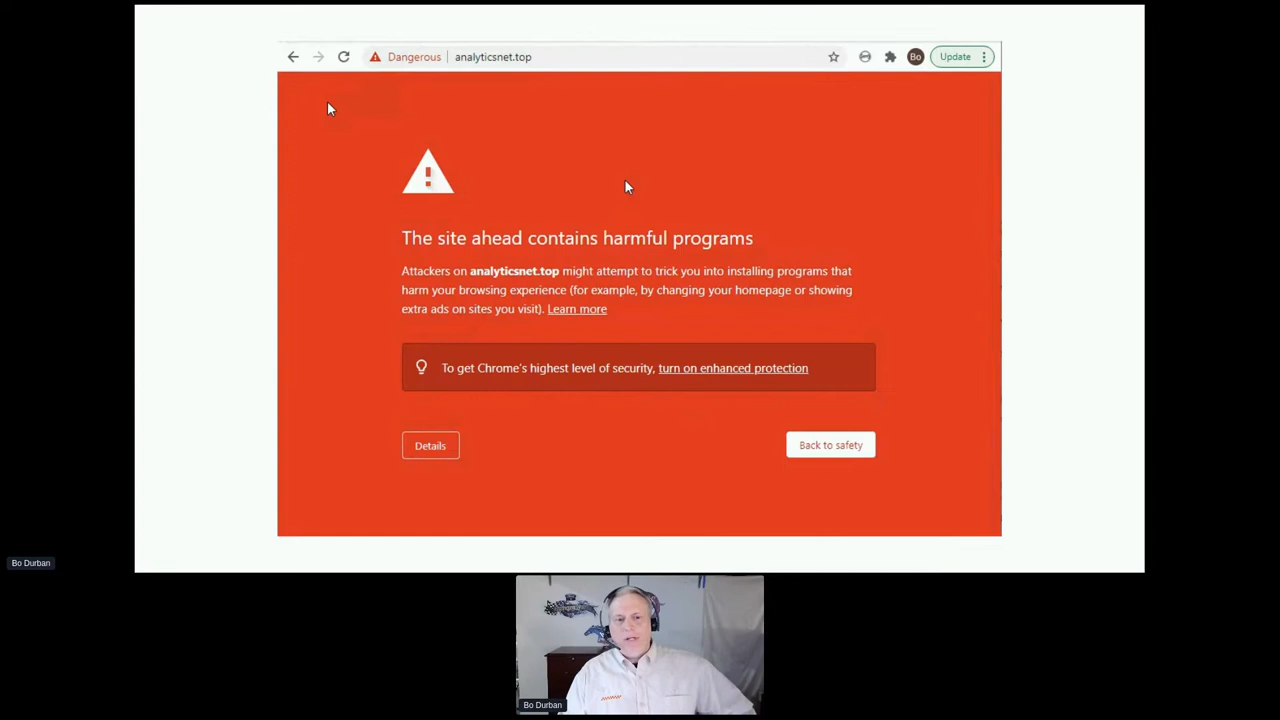 Dangerous
analyticsnet.top
Bo
Update
The site ahead contains harmful programs
Attackers on analyticsnet.top might attempt to trick you into installing programs that
harm your browsing experience (for example, by changing your homepage or showing
extra ads on sites you visit). Learn more
To get Chrome's highest level of security, turn on enhanced protection
Details
Back to safety
Bo Durban
Bo Durban